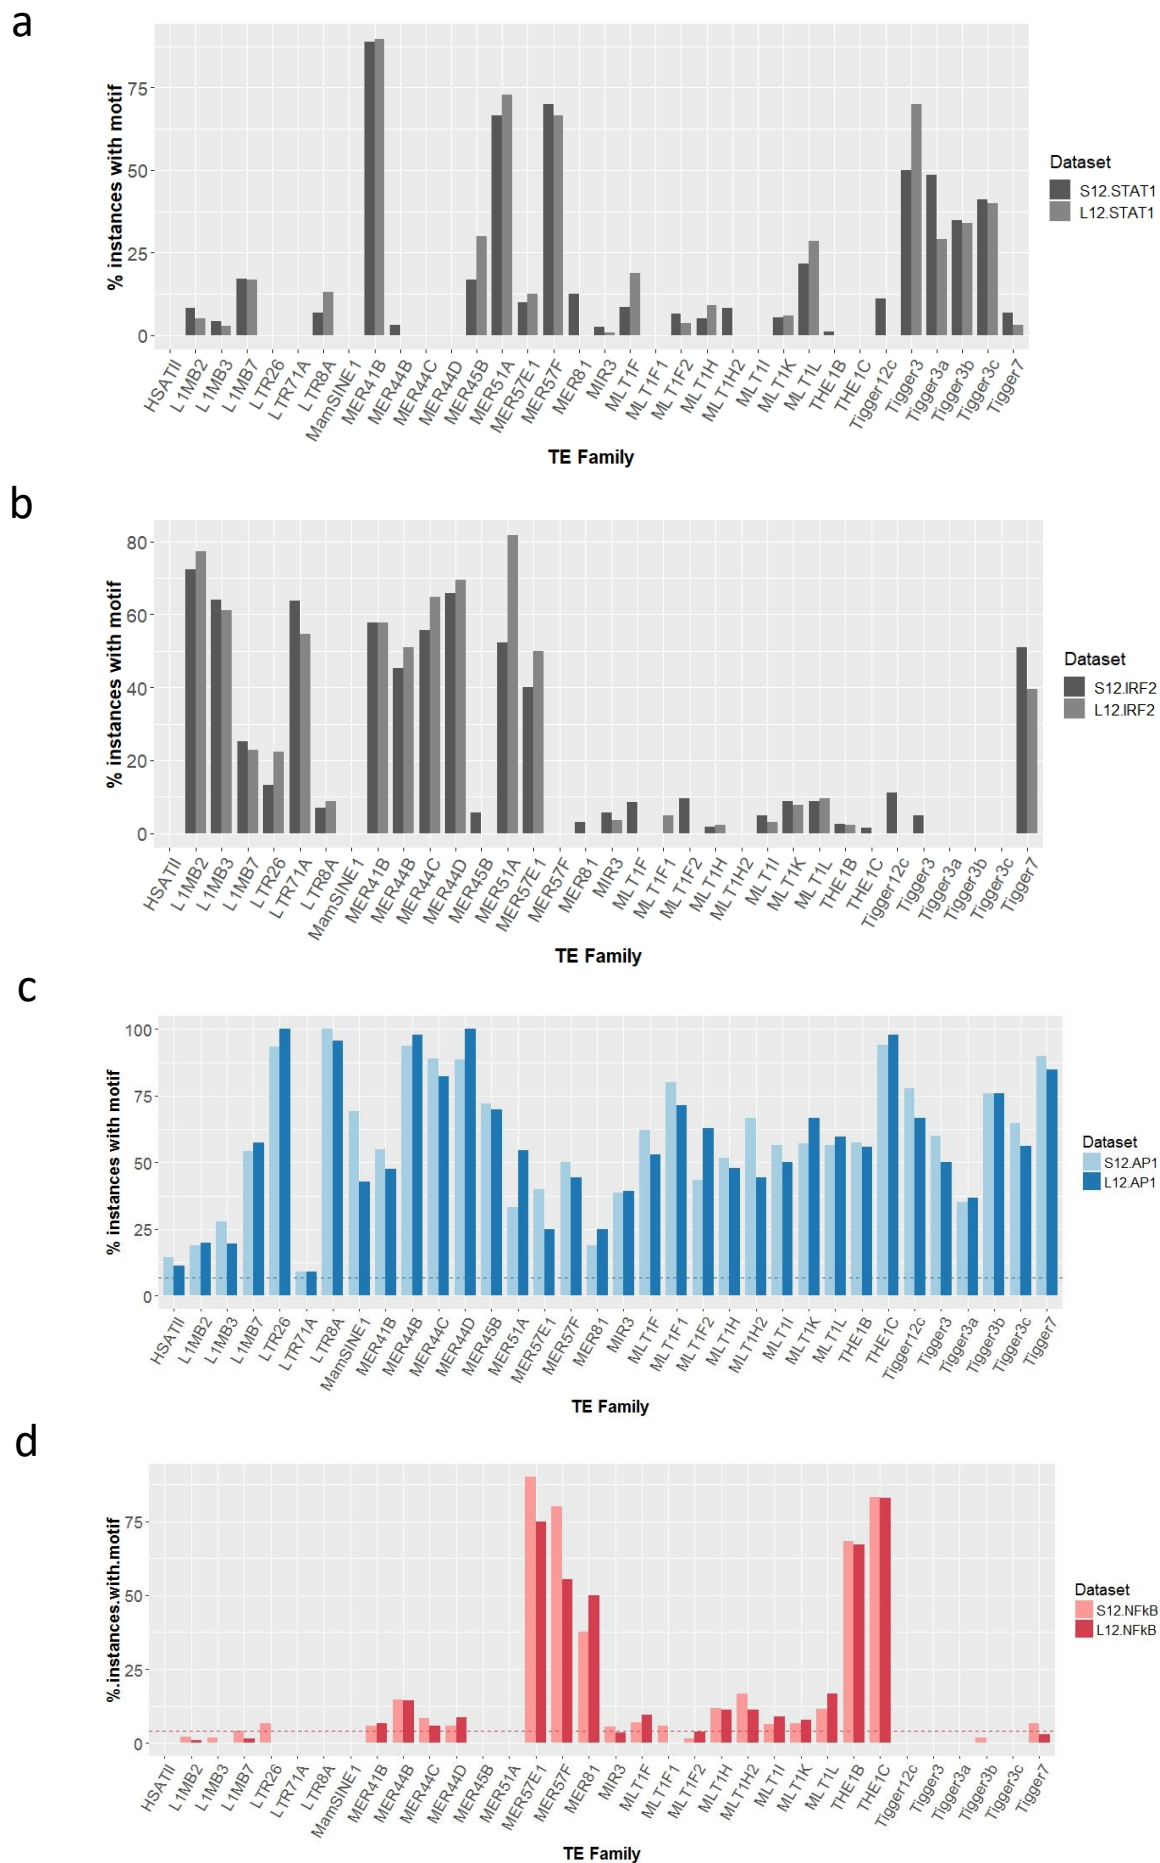 a
% instances with motif
75
50
25
0
HSATII L1MB2 L1MB3 L1MB7 LTR26 LTR71A LTR8A MamSINE1 MER41B MER44B MER44C MER44D MER45B MER51A MER57E1 MER57F MER81 MIR3 MLT1F MLT1F1 MLT1F2 MLT1H MLT1H2 MLT1I MLT1K MLT1L THE1B THE1C Tigger12c Tigger3 Tigger3a Tigger3b Tigger3c Tigger7
TE Family
Dataset
S12.STAT1
L12.STAT1
b
% instances with motif
80
60
40
20
0
HSATII L1MB2 L1MB3 L1MB7 LTR26 LTR71A LTR8A MamSINE1 MER41B MER44B MER44C MER44D MER45B MER51A MER57E1 MER57F MER81 MIR3 MLT1F MLT1F1 MLT1F2 MLT1H MLT1H2 MLT1I MLT1K MLT1L THE1B THE1C Tigger12c Tigger3 Tigger3a Tigger3b Tigger3c Tigger7
TE Family
Dataset
S12.IRF2
L12.IRF2
c
% instances with motif
100
75
50
25
0
HSATII L1MB2 L1MB3 L1MB7 LTR26 LTR71A LTR8A MamSINE1 MER41B MER44B MER44C MER44D MER45B MER51A MER57E1 MER57F MER81 MIR3 MLT1F MLT1F1 MLT1F2 MLT1H MLT1H2 MLT1I MLT1K MLT1L THE1B THE1C Tigger12c Tigger3 Tigger3a Tigger3b Tigger3c Tigger7
TE Family
Dataset
S12.AP1
L12.AP1
d
%.instances.with.motif
75
50
25
0
HSATII L1MB2 L1MB3 L1MB7 LTR26 LTR71A LTR8A MamSINE1 MER41B MER44B MER44C MER44D MER45B MER51A MER57E1 MER57F MER81 MIR3 MLT1F MLT1F1 MLT1F2 MLT1H MLT1H2 MLT1I MLT1K MLT1L THE1B THE1C Tigger12c Tigger3 Tigger3a Tigger3b Tigger3c Tigger7
TE Family
Dataset
S12.NFkB
L12.NFkB